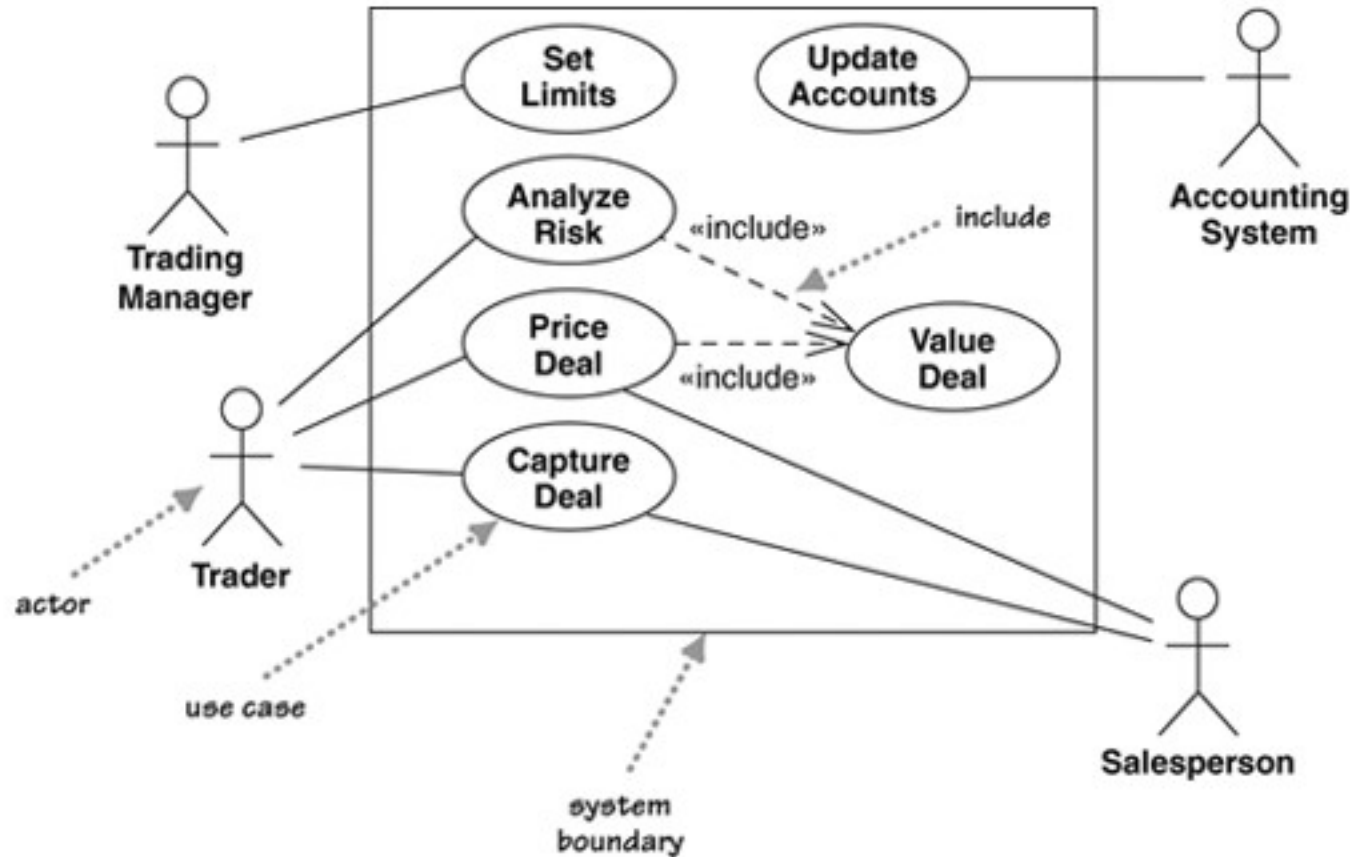 Set
Limits
Update
Accounts
Trading
Manager
Accounting
System
Analyze
Risk
«include»
include
Price
Deal
«include»
Value
Deal
Capture
Deal
Trader
actor
use case
system
boundary
Salesperson